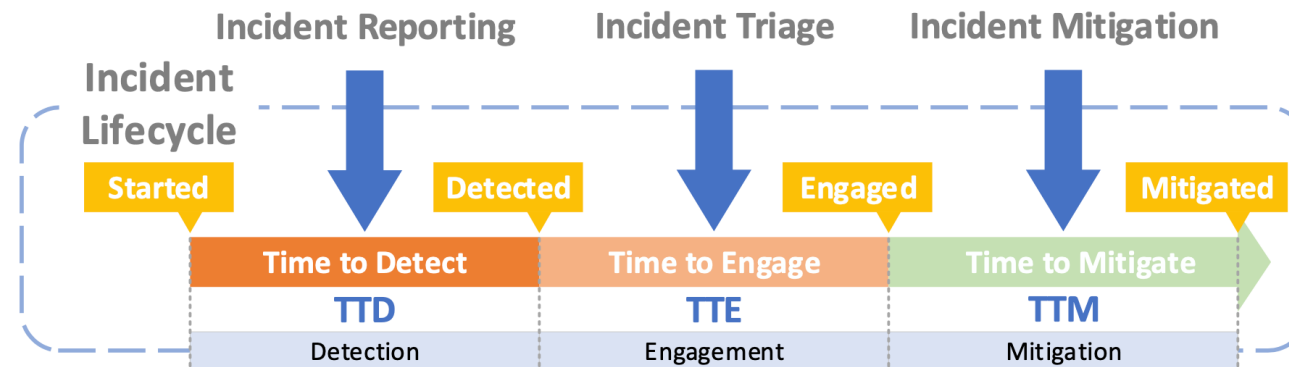 Incident Reporting
Incident Triage
Incident Mitigation
Incident
Lifecycle
Started
Detected
Engaged
Mitigated
Time to Detect
Time to Engage
Time to Mitigate
TTD
TTE
TTM
Detection
Engagement
Mitigation